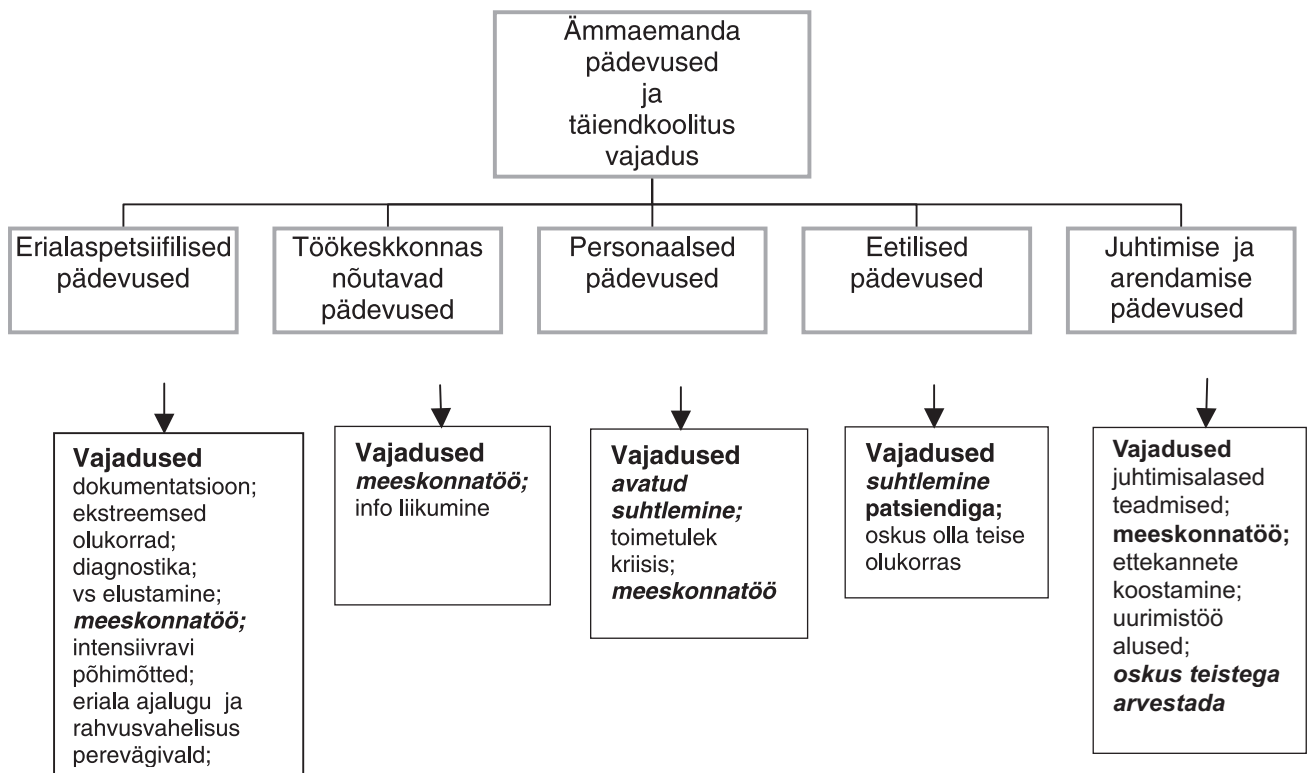 Ämmaemanda
pädevused
ja
täiendkoolitus
vajadus
Erialaspetsiifilised
pädevused
Töökeskkonnas
nõutavad
pädevused
Personaalsed
pädevused
Eetilised
pädevused
Juhtimise ja
arendamise
pädevused
Vajadused
dokumentatsioon;
ekstreemsed
olukorrad;
diagnostika;
vs elustamine;
meeskonnatöö;
intensiivravi
põhimõtted;
eriala ajalugu ja
rahvusvahelisus
perevägivald;
Vajadused
meeskonnatöö;
info liikumine
Vajadused
avatud
suhtlemine;
toimetulek
kriisis;
meeskonnatöö
Vajadused
suhtlemine
patsiendiga;
oskus olla teise
olukorras
Vajadused
juhtimisalased
teadmised;
meeskonnatöö;
ettekannete
koostamine;
uurimistöö
alused;
oskus teistega
arvestada